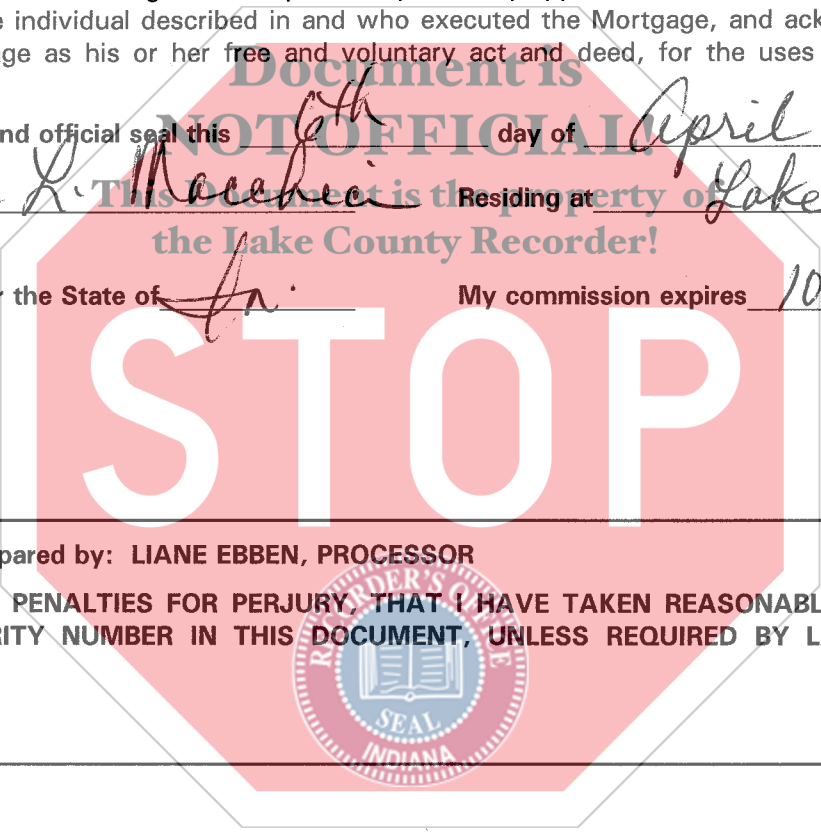 e individual described in and who executed the Mortgage, and ack
ge as his or her free and voluntary act and deed, for the uses
Document is
nd official seal this 6th day of April
NOT OFFICIAL!
L. Macchia Residing at Lake
This Document is the property of
the Lake County Recorder!
r the State of In. My commission expires 10
STOP
pared by: LIANE EBBEN, PROCESSOR
PENALTIES FOR PERJURY, THAT I HAVE TAKEN REASONABL
RITY NUMBER IN THIS DOCUMENT, UNLESS REQUIRED BY L
RECORDER'S OFFICE
SEAL
INDIANA